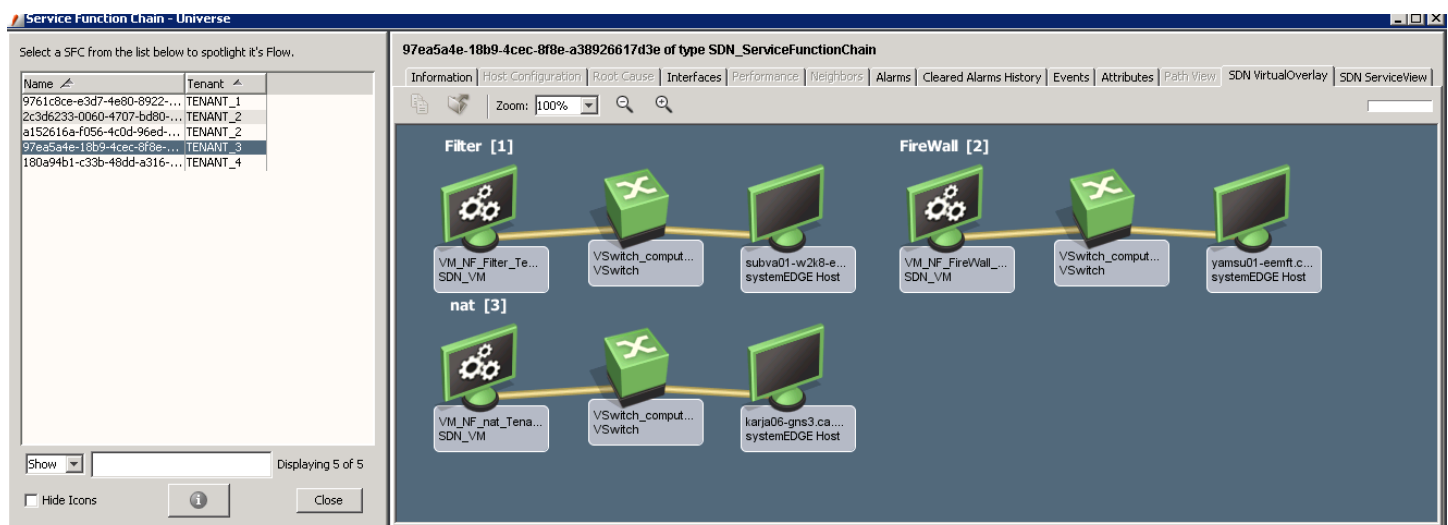 Service Function Chain - Universe
Select a SFC from the list below to spotlight it's Flow.
Name Tenant
9761c8ce-e3d7-4e80-8922-... TENANT_1
2c3d6233-0060-4707-bd80-... TENANT_2
a152616a-f056-4c0d-96ed-... TENANT_2
97ea5a4e-18b9-4cec-8f8e-... TENANT_3
180a94b1-c33b-48dd-a316-... TENANT_4
Show Displaying 5 of 5
Hide Icons Close
97ea5a4e-18b9-4cec-8f8e-a38926617d3e of type SDN_ServiceFunctionChain
Information Host Configuration Root Cause Interfaces Performance Neighbors Alarms Cleared Alarms History Events Attributes Path View SDN VirtualOverlay SDN ServiceView
Zoom: 100%
Filter [1]
VM_NF_Filter_Te...
SDN_VM
VSwitch_comput...
VSwitch
subva01-w2k8-e...
systemEDGE Host
FireWall [2]
VM_NF_FireWall_...
SDN_VM
VSwitch_comput...
VSwitch
yamsu01-eemft.c...
systemEDGE Host
nat [3]
VM_NF_nat_Tena...
SDN_VM
VSwitch_comput...
VSwitch
karja06-gns3.ca....
systemEDGE Host